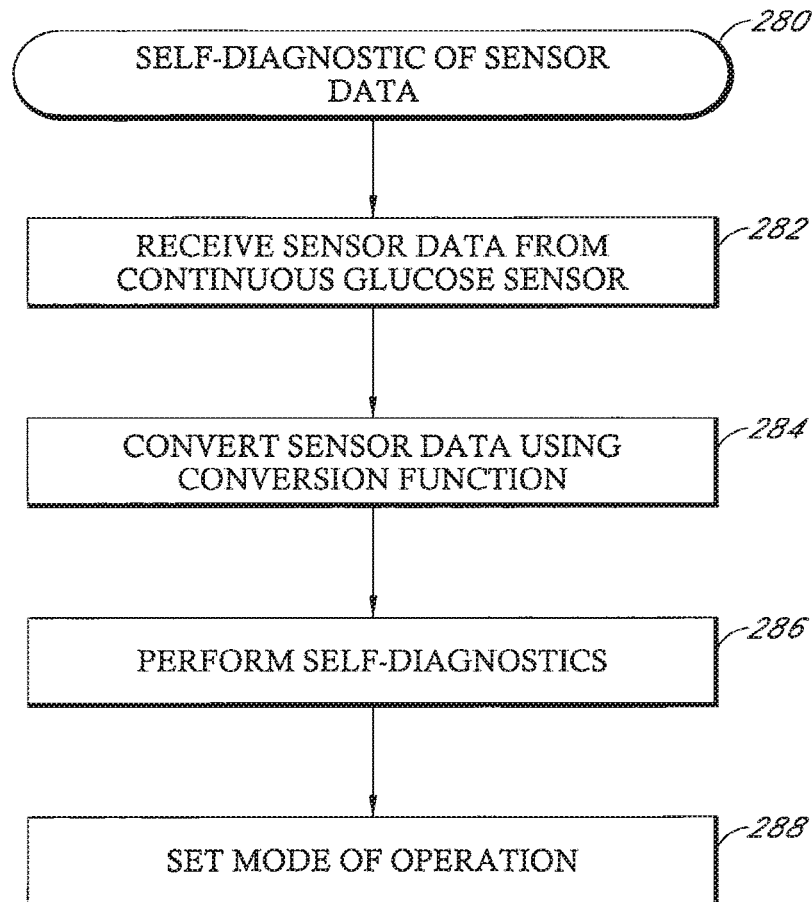 280
SELF-DIAGNOSTIC OF SENSOR
DATA
282
RECEIVE SENSOR DATA FROM
CONTINUOUS GLUCOSE SENSOR
284
CONVERT SENSOR DATA USING
CONVERSION FUNCTION
286
PERFORM SELF-DIAGNOSTICS
288
SET MODE OF OPERATION